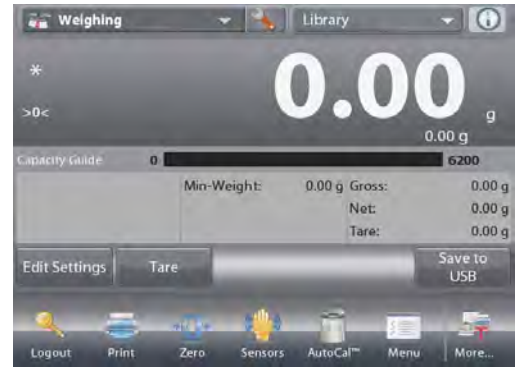 Weighing Library
*
>0<
0.00 g
0.00 g
Capacity Guide 0 6200
Min-Weight: 0.00 g Gross: 0.00 g
Net: 0.00 g
Tare: 0.00 g
Edit Settings Tare Save to USB
Logout Print Zero Sensors AutoCal™ Menu More...